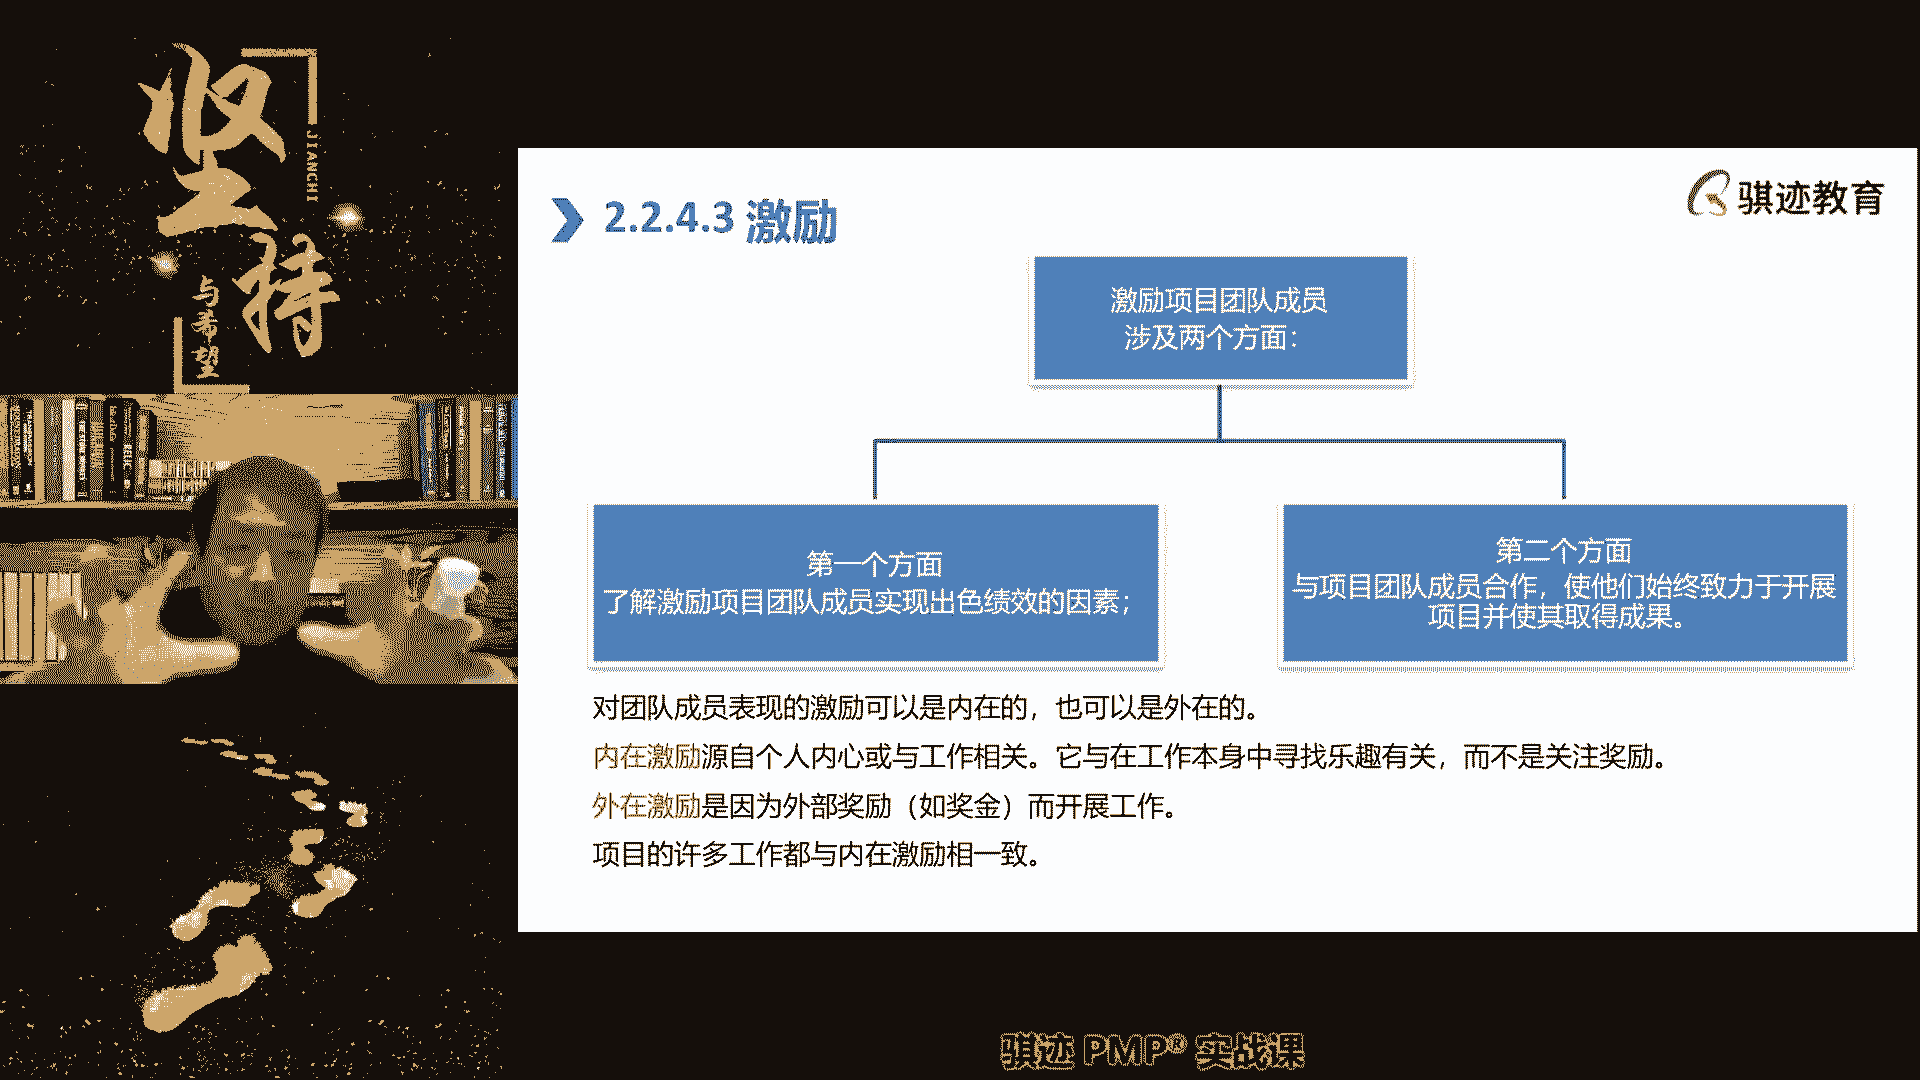 坚持
JIANCHI
与希望
骐迹教育
2.2.4.3 激励
激励项目团队成员
涉及两个方面：
第一个方面
了解激励项目团队成员实现出色绩效的因素；
第二个方面
与项目团队成员合作，使他们始终致力于开展
项目并使其取得成果。
对团队成员表现的激励可以是内在的，也可以是外在的。
内在激励源自个人内心或与工作相关。它与在工作本身中寻找乐趣有关，而不是关注奖励。
外在激励是因为外部奖励（如奖金）而开展工作。
项目的许多工作都与内在激励相一致。
骐迹 PMP® 实战课